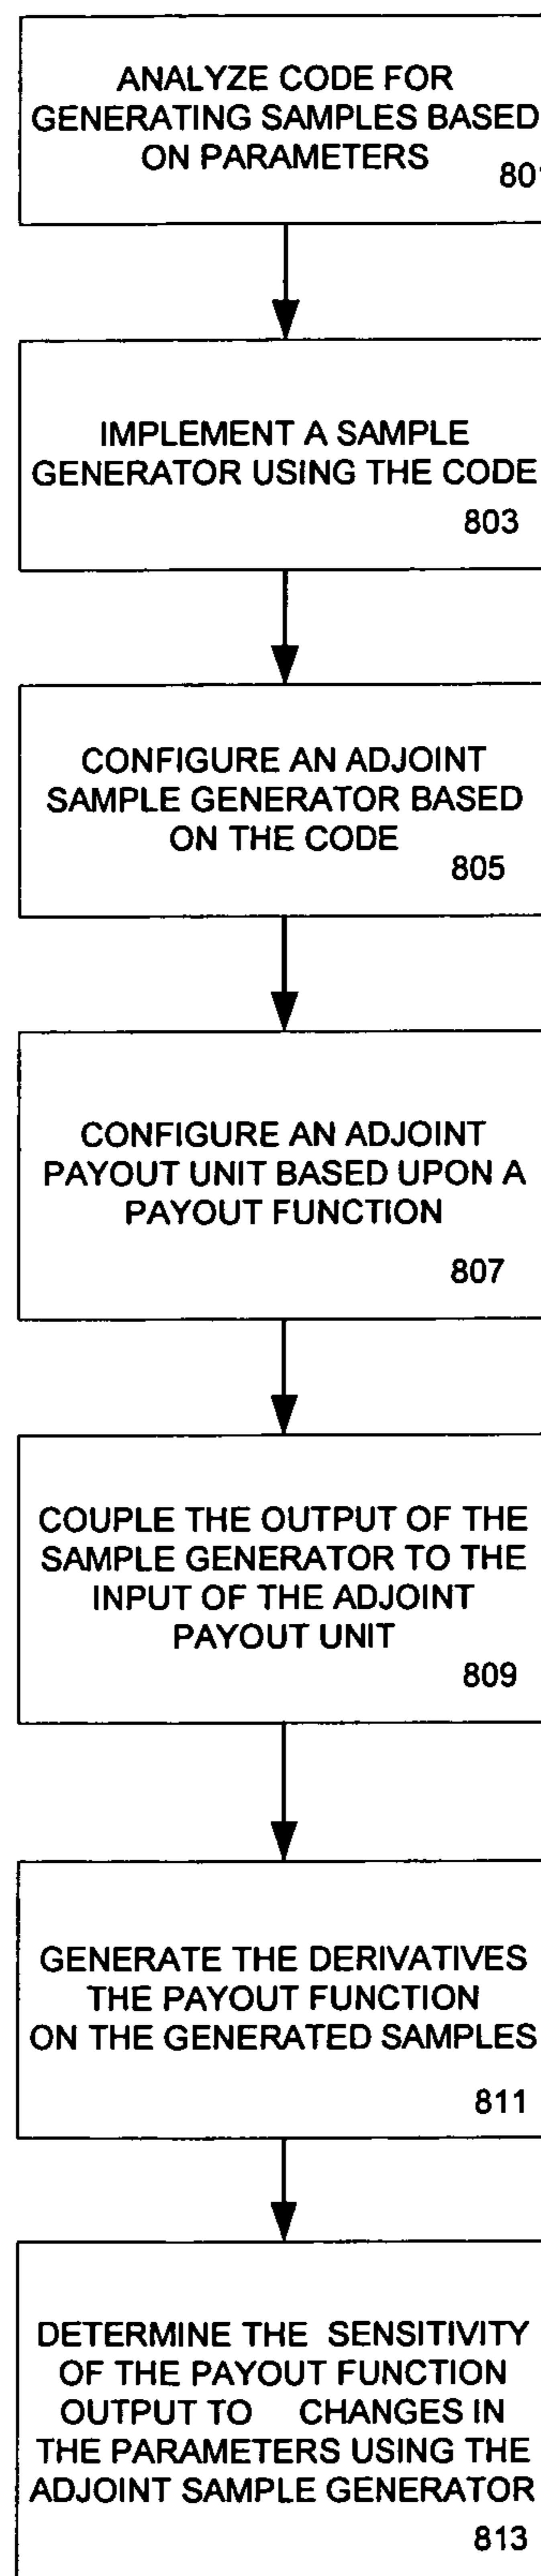 ANALYZE CODE FOR
GENERATING SAMPLES BASED
ON PARAMETERS
801
IMPLEMENT A SAMPLE
GENERATOR USING THE CODE
803
CONFIGURE AN ADJOINT
SAMPLE GENERATOR BASED
ON THE CODE
805
CONFIGURE AN ADJOINT
PAYOUT UNIT BASED UPON A
PAYOUT FUNCTION
807
COUPLE THE OUTPUT OF THE
SAMPLE GENERATOR TO THE
INPUT OF THE ADJOINT
PAYOUT UNIT
809
GENERATE THE DERIVATIVES
THE PAYOUT FUNCTION
ON THE GENERATED SAMPLES
811
DETERMINE THE SENSITIVITY
OF THE PAYOUT FUNCTION
OUTPUT TO CHANGES IN
THE PARAMETERS USING THE
ADJOINT SAMPLE GENERATOR
813